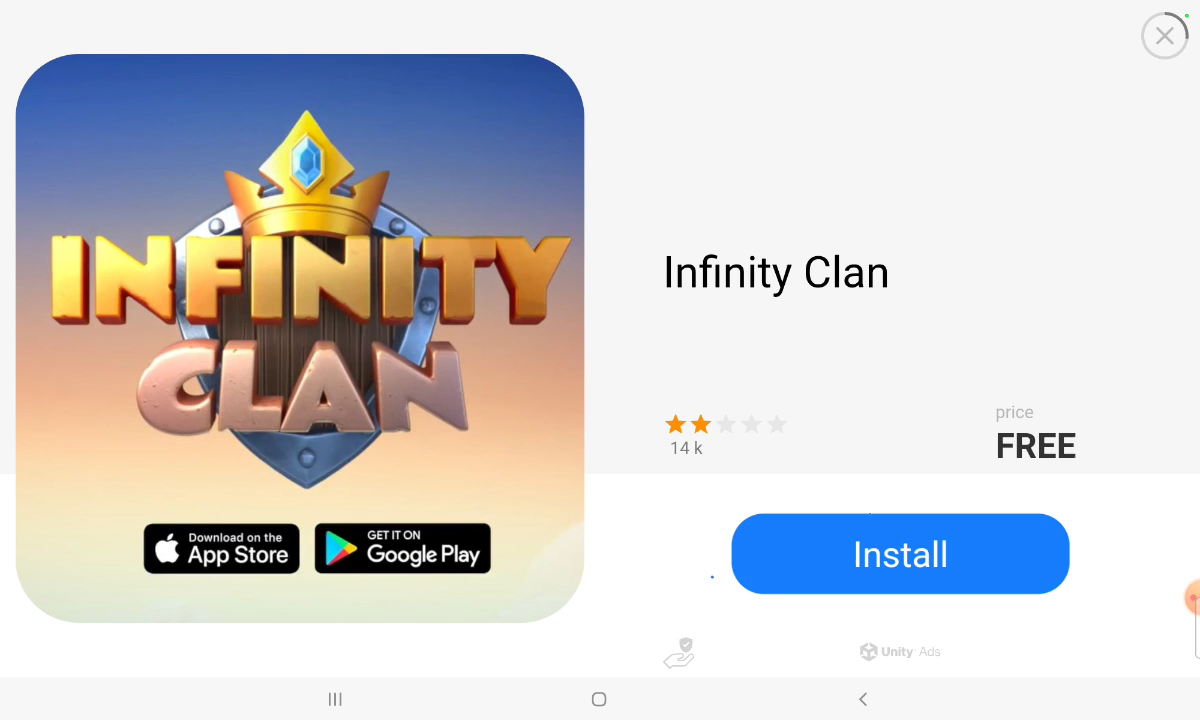 INFINITY
CLAN
Download on the
App Store
GET IT ON
Google Play
Infinity Clan
14 k
price
FREE
Install
Unity Ads